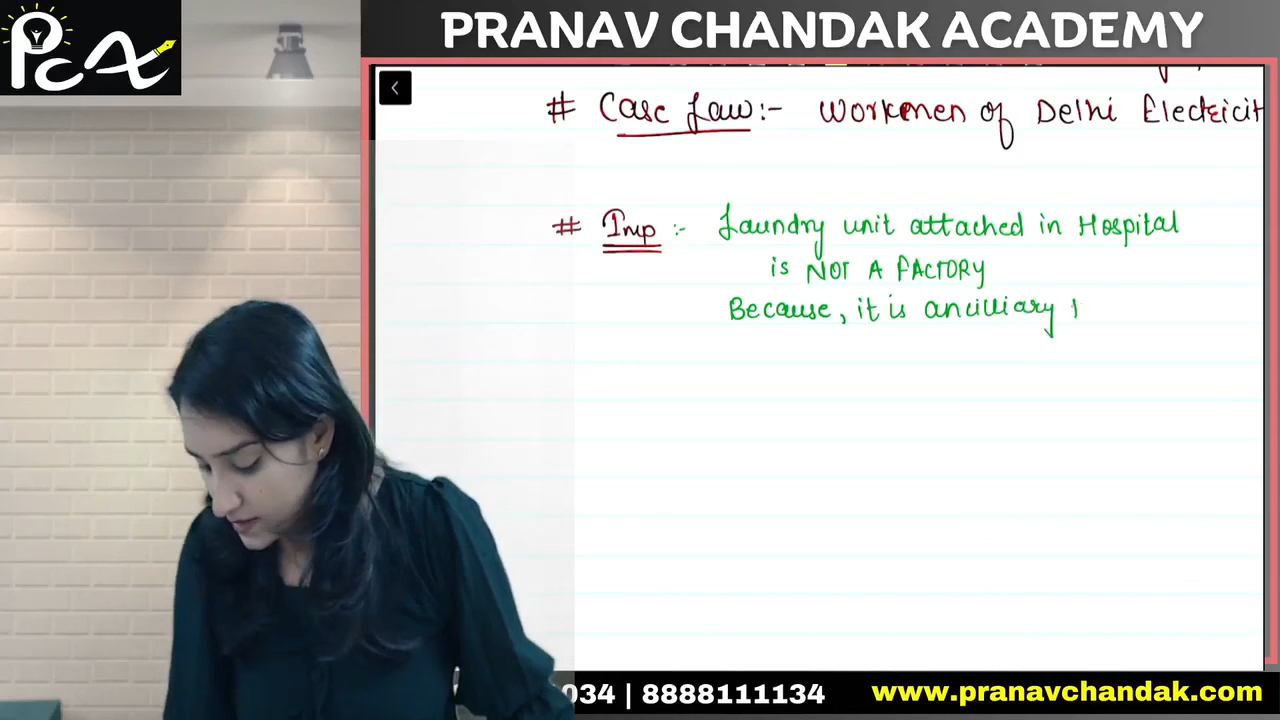 PCA
PRANAV CHANDAK ACADEMY
# Case Law:- Workmen of Delhi Electricit
# Imp :- Laundry unit attached in Hospital
is NOT A FACTORY
Because, it is ancilliary
034 | 8888111134
www.pranavchandak.com